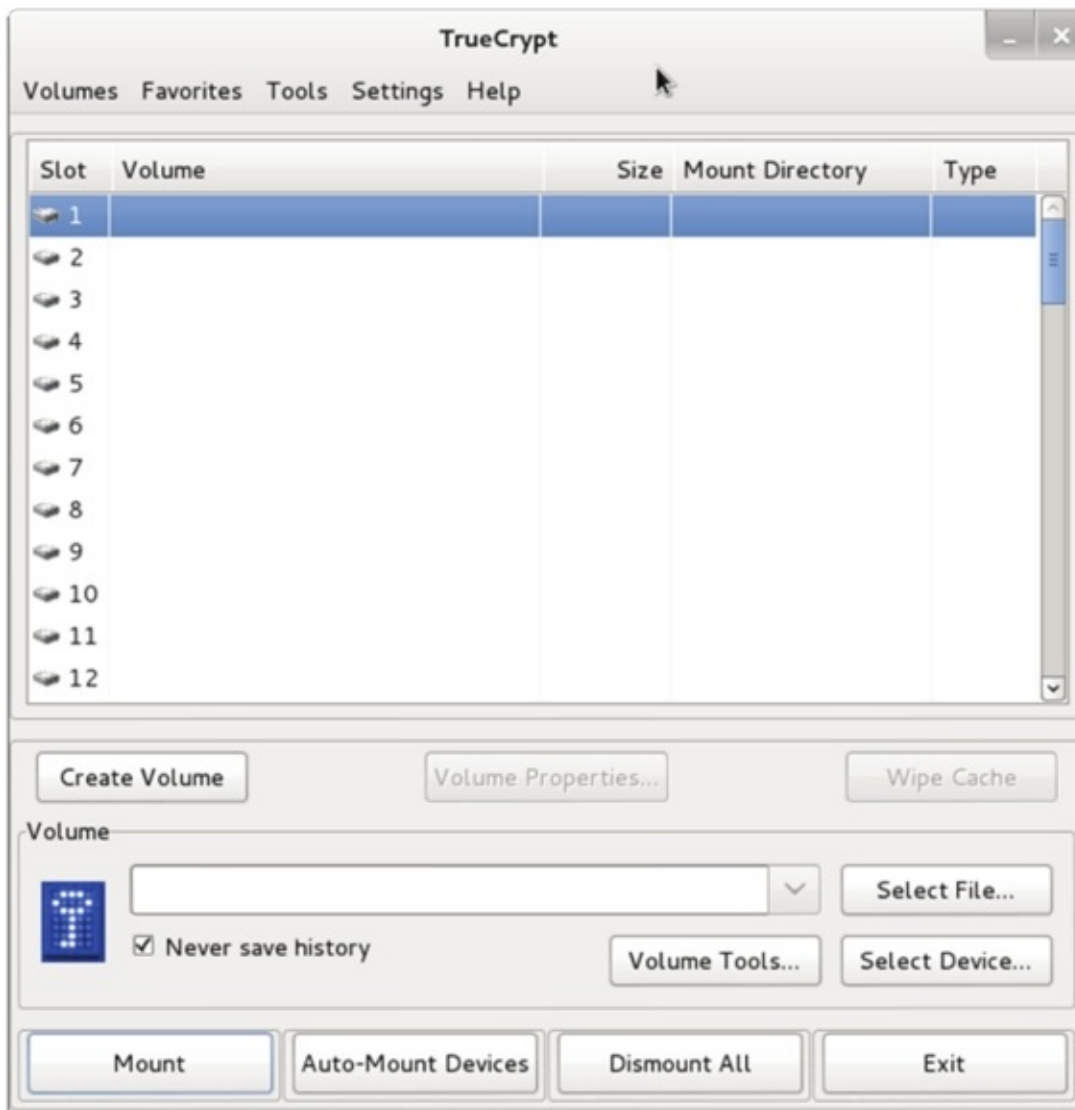 TrueCrypt
Volumes Favorites Tools Settings Help
Slot Volume Size Mount Directory Type
1
2
3
4
5
6
7
8
9
10
11
12
Create Volume Volume Properties... Wipe Cache
Volume
Select File...
Never save history Volume Tools... Select Device...
Mount Auto-Mount Devices Dismount All Exit